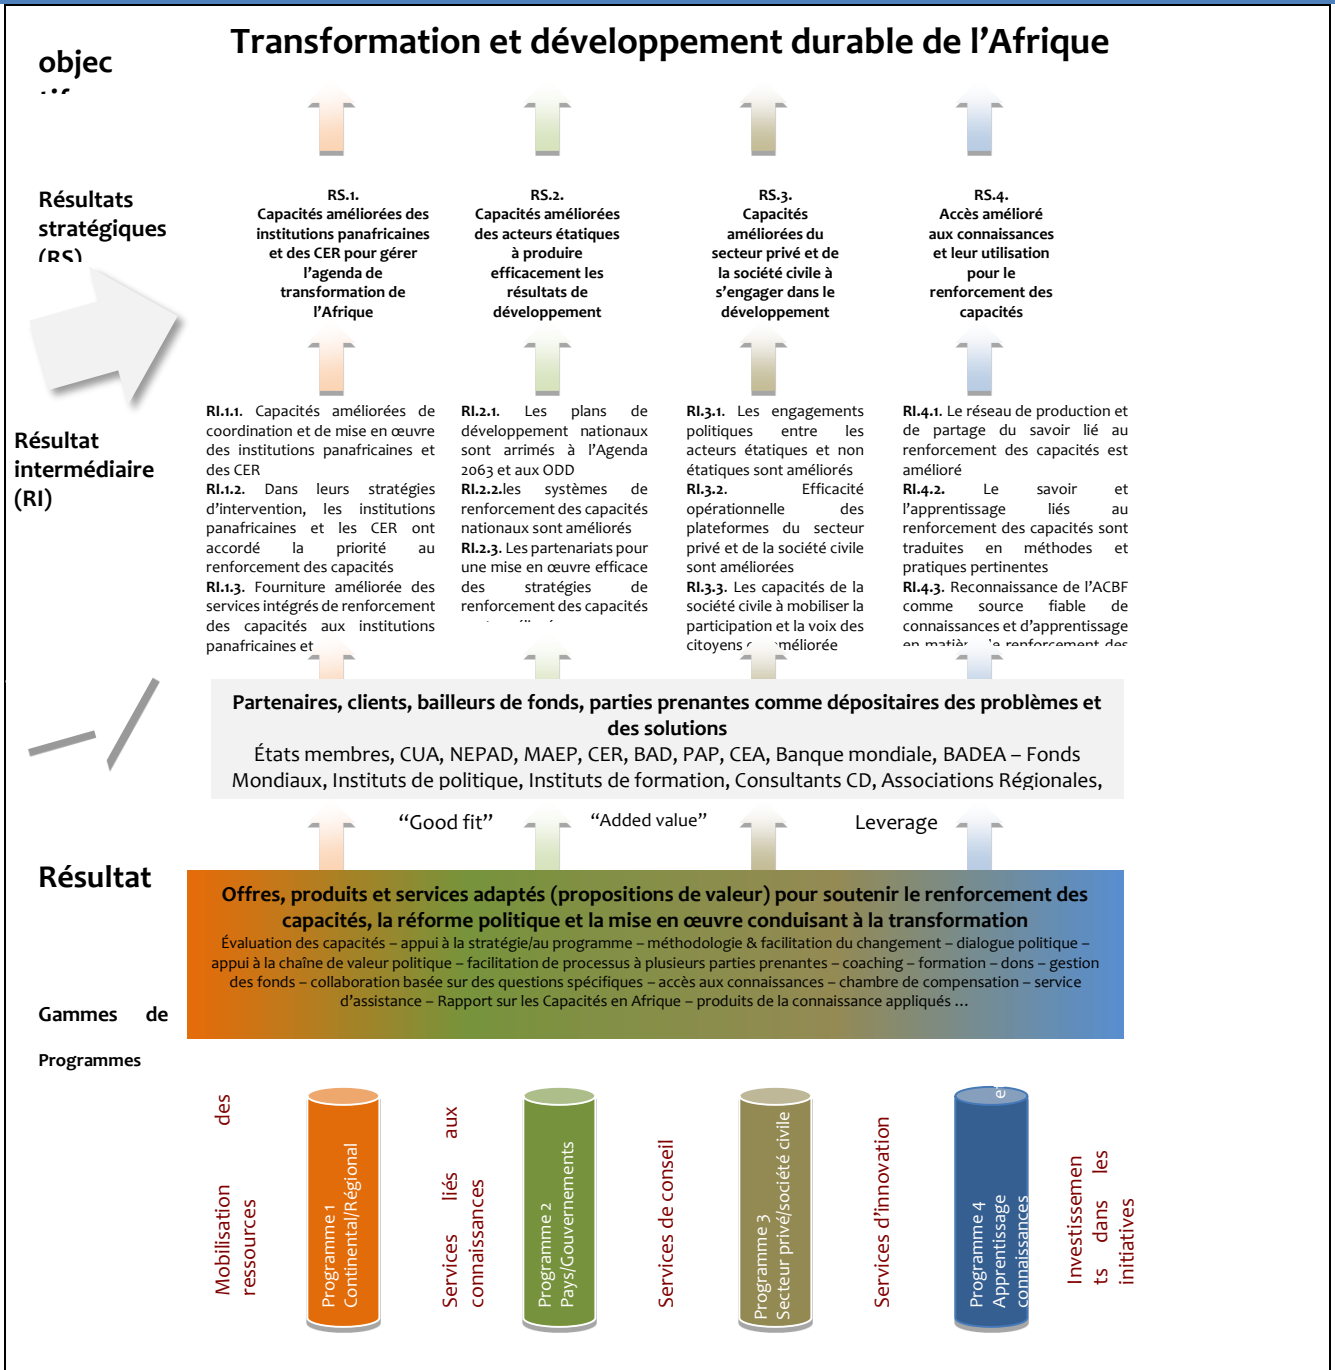 Transformation et développement durable de l'Afrique
objec
Résultats
stratégiques
(RS)
RS.1.
Capacités améliorées des
institutions panafricaines
et des CER pour gérer
l'agenda de
transformation de
l'Afrique
RS.2.
Capacités améliorées
des acteurs étatiques
à produire
efficacement les
résultats de
développement
RS.3.
Capacités
améliorées du
secteur privé et de
la société civile à
s'engager dans le
développement
RS.4.
Accès amélioré
aux connaissances
et leur utilisation
pour le
renforcement des
capacités
Résultat
intermédiaire
(RI)
RI.1.1. Capacités améliorées de
coordination et de mise en œuvre
des institutions panafricaines et
des CER
RI.1.2. Dans leurs stratégies
d'intervention, les institutions
panafricaines et les CER ont
accordé la priorité au
renforcement des capacités
RI.1.3. Fourniture améliorée des
services intégrés de renforcement
des capacités aux institutions
panafricaines et
RI.2.1. Les plans de
développement nationaux
sont arrimés à l'Agenda
2063 et aux ODD
RI.2.2.les systèmes de
renforcement des capacités
nationaux sont améliorés
RI.2.3. Les partenariats pour
une mise en œuvre efficace
des stratégies de
renforcement des capacités
RI.3.1. Les engagements
politiques entre les
acteurs étatiques et non
étatiques sont améliorés
RI.3.2. Efficacité
opérationnelle des
plateformes du secteur
privé et de la société civile
sont améliorées
RI.3.3. Les capacités de la
société civile à mobiliser la
participation et la voix des
citoyens méliorée
RI.4.1. Le réseau de production et
de partage du savoir lié au
renforcement des capacités est
amélioré
RI.4.2. Le savoir et
l'apprentissage liés au
renforcement des capacités sont
traduites en méthodes et
pratiques pertinentes
RI.4.3. Reconnaissance de l'ACBF
comme source fiable de
connaissances et d'apprentissage
en matière de renforcement des
Partenaires, clients, bailleurs de fonds, parties prenantes comme dépositaires des problèmes et
des solutions
États membres, CUA, NEPAD, MAEP, CER, BAD, PAP, CEA, Banque mondiale, BADEA – Fonds
Mondiaux, Instituts de politique, Instituts de formation, Consultants CD, Associations Régionales,
“Good fit” “Added value” Leverage
Résultat
Offres, produits et services adaptés (propositions de valeur) pour soutenir le renforcement des
capacités, la réforme politique et la mise en œuvre conduisant à la transformation
Évaluation des capacités – appui à la stratégie/au programme – méthodologie & facilitation du changement – dialogue politique –
appui à la chaîne de valeur politique – facilitation de processus à plusieurs parties prenantes – coaching – formation – dons – gestion
des fonds – collaboration basée sur des questions spécifiques – accès aux connaissances – chambre de compensation – service
d'assistance – Rapport sur les Capacités en Afrique – produits de la connaissance appliqués ...
Gammes de
Programmes
Mobilisation des
ressources
Programme 1
Continental/Régional
Services liés aux
connaissances
Programme 2
Pays/Gouvernements
Services de conseil
Programme 3
Secteur privé/société civile
Services d'innovation
Programme 4
Apprentissage e
connaissances
Investissemen
ts dans les
initiatives